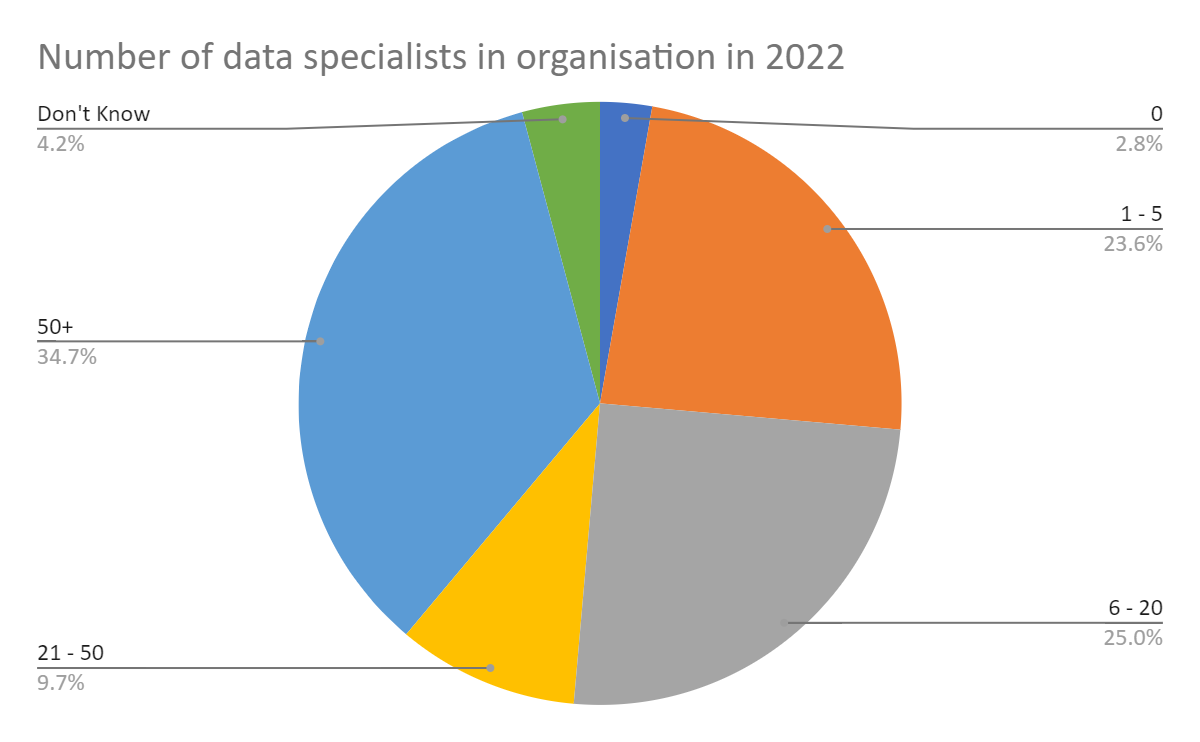 Number of data specialists in organisation in 2022
Don't Know
4.2%
0
2.8%
1 - 5
23.6%
50+
34.7%
6 - 20
25.0%
21 - 50
9.7%